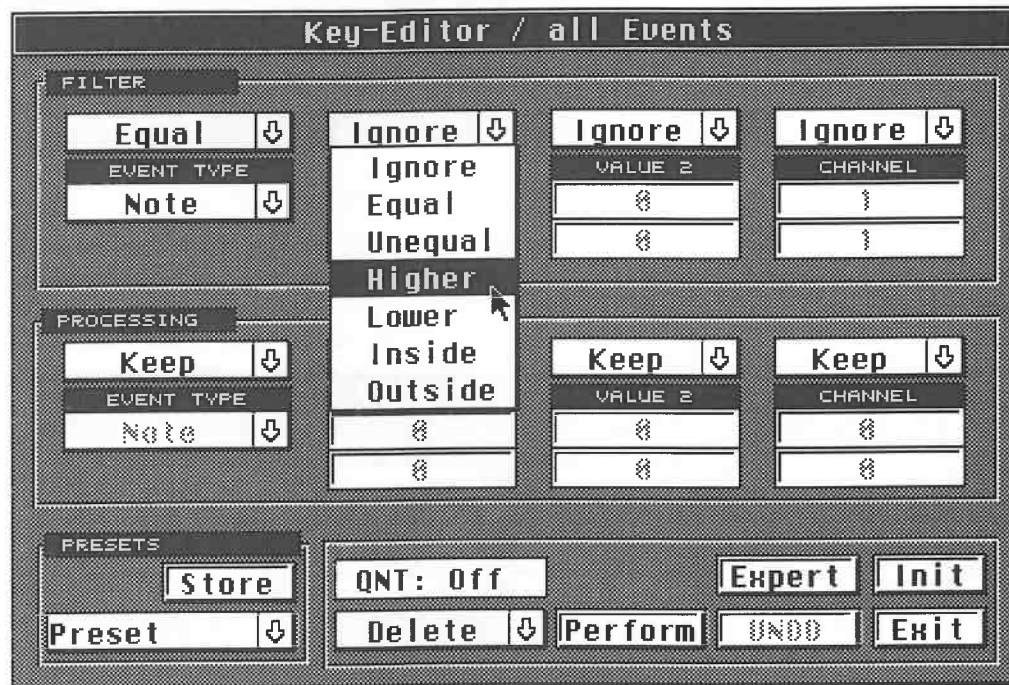 Key-Editor / all Events
FILTER
Equal Ignore Ignore Ignore
EVENT TYPE VALUE 2 CHANNEL
Note 0 1
0 1
Ignore
Equal
Unequal
Higher
Lower
Inside
Outside
PROCESSING
Keep Keep Keep
EVENT TYPE VALUE 2 CHANNEL
Note 0 0 0
0 0 0
PRESETS
Store QNT: Off Expert Init
Preset Delete Perform UNDO Exit